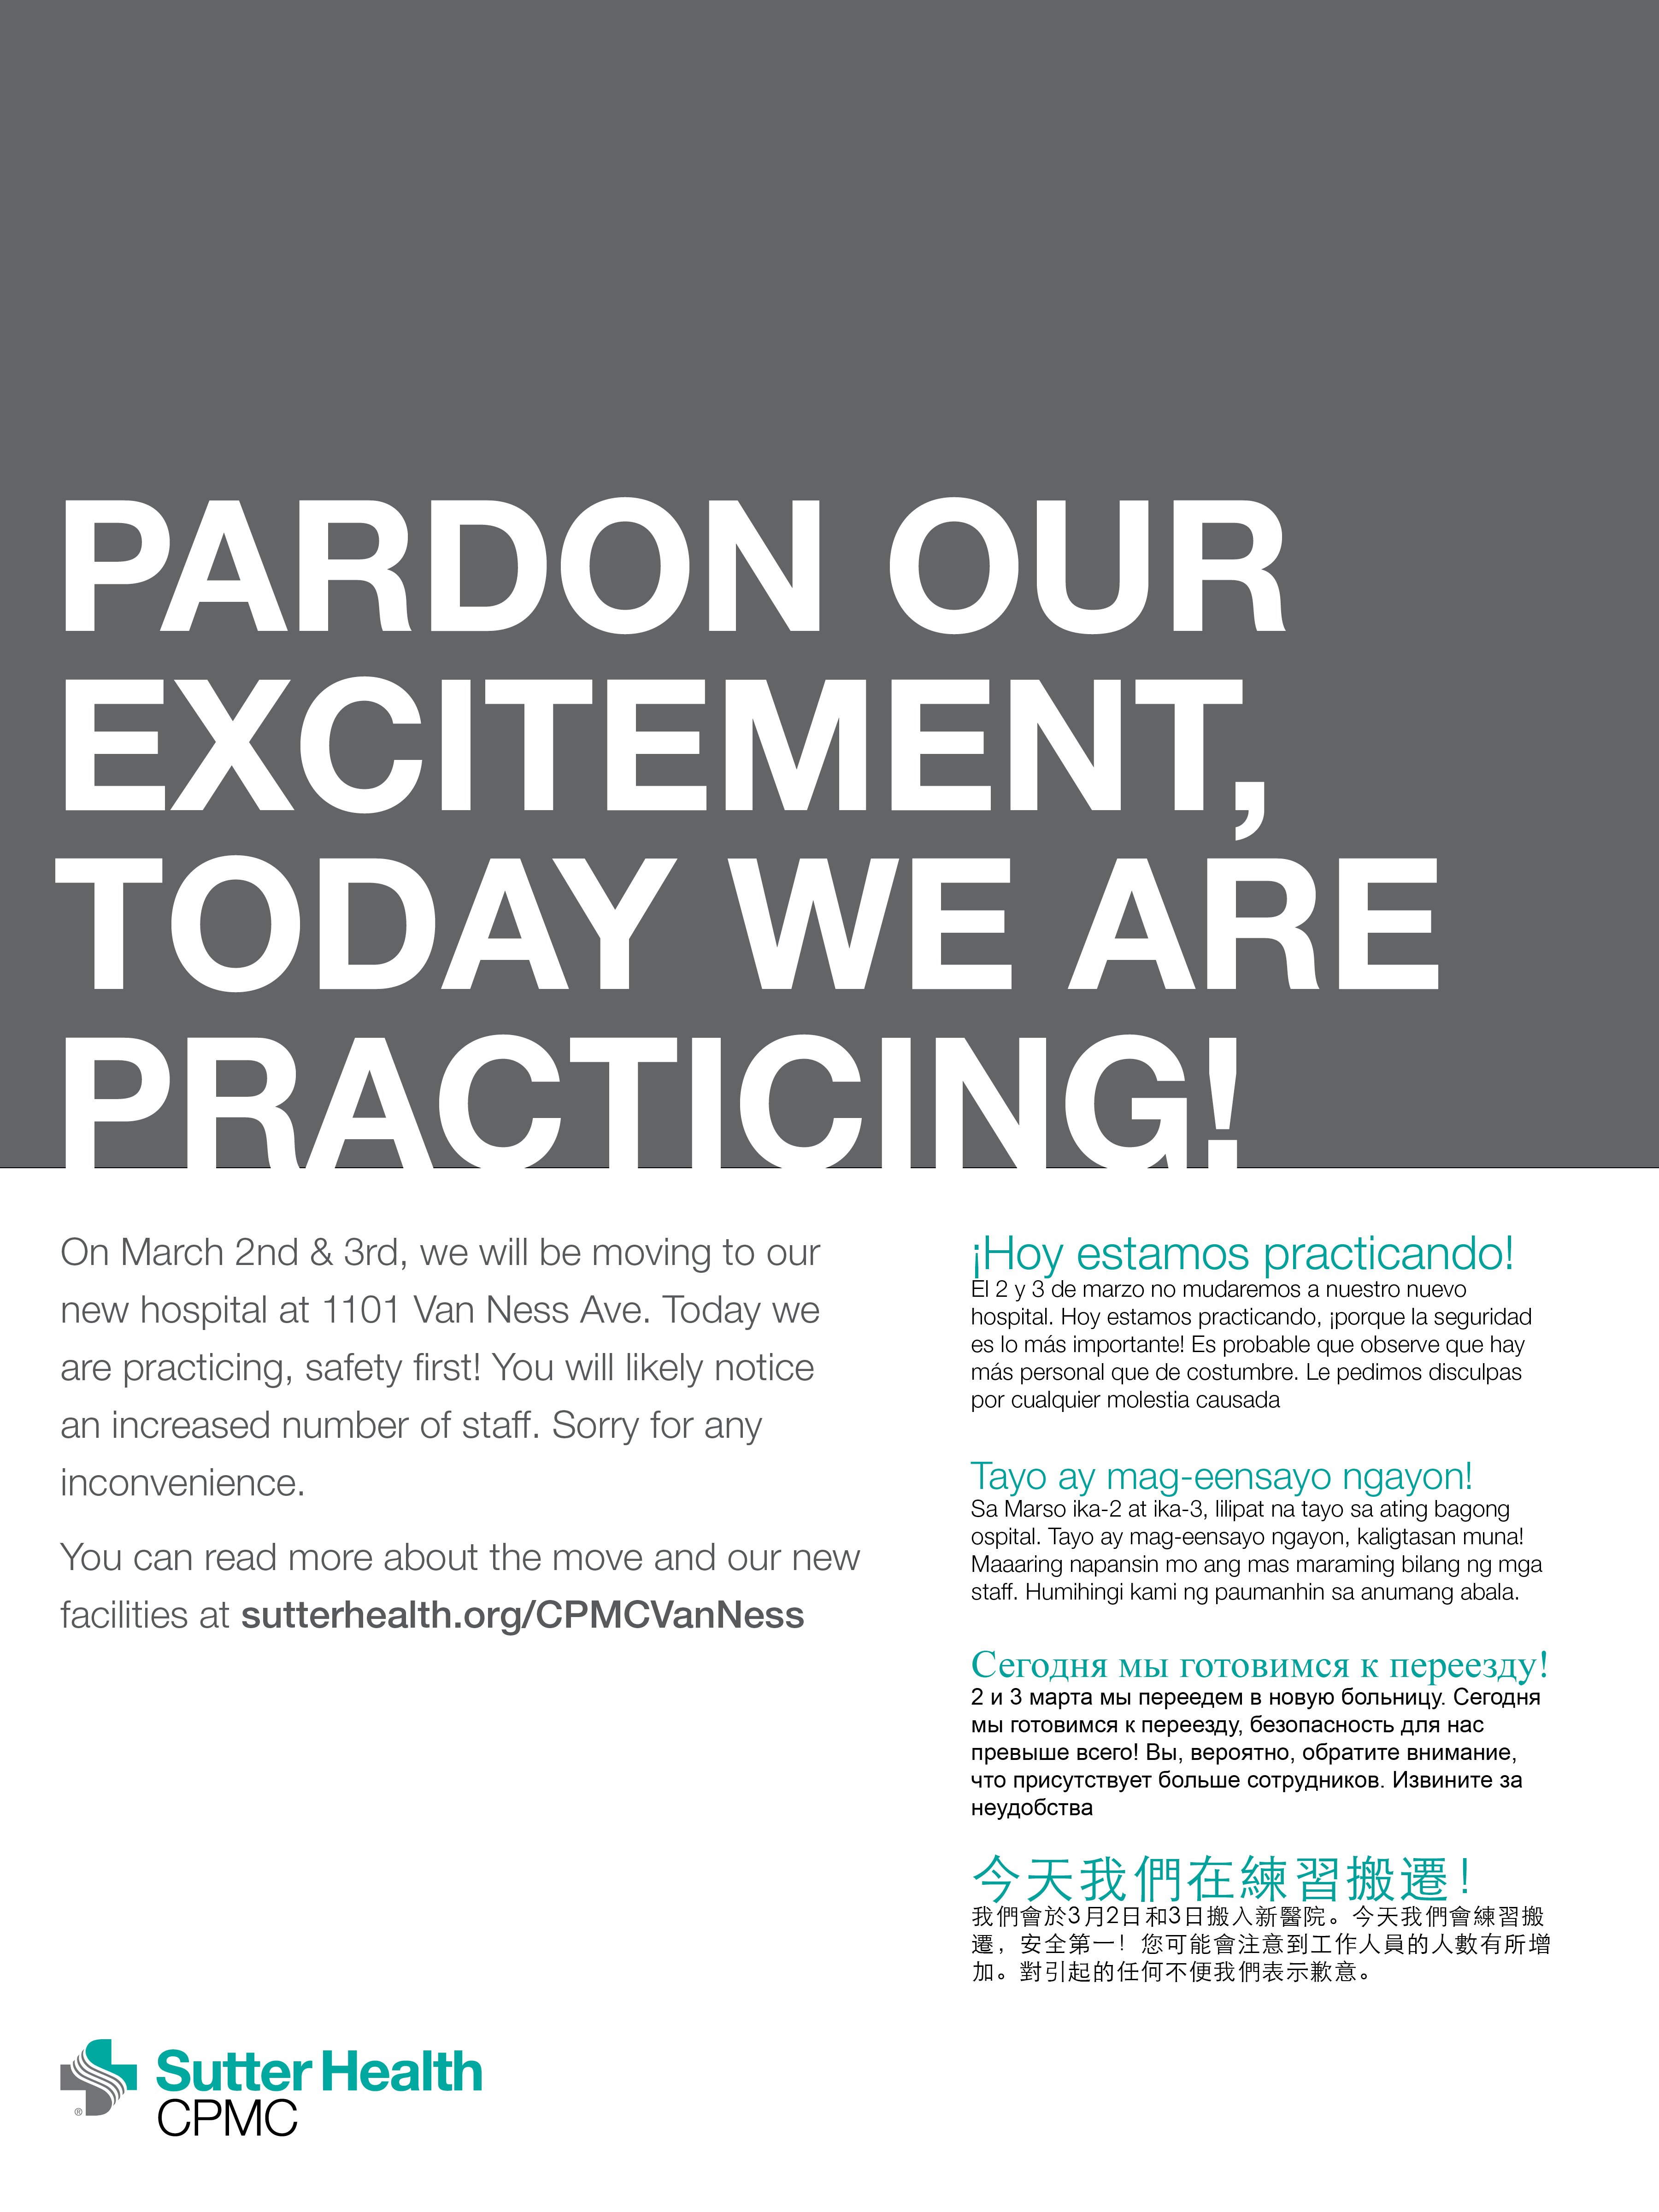 PARDON OUR
EXCITEMENT,
TODAY WE ARE
PRACTICING!
On March 2nd & 3rd, we will be moving to our
new hospital at 1101 Van Ness Ave. Today we
are practicing, safety first! You will likely notice
an increased number of staff. Sorry for any
inconvenience.
You can read more about the move and our new
facilities at sutterhealth.org/CPMCVanNess
¡Hoy estamos practicando!
El 2 y 3 de marzo no mudaremos a nuestro nuevo
hospital. Hoy estamos practicando, ¡porque la seguridad
es lo más importante! Es probable que observe que hay
más personal que de costumbre. Le pedimos disculpas
por cualquier molestia causada
Tayo ay mag-eensayo ngayon!
Sa Marso ika-2 at ika-3, lilipat na tayo sa ating bagong
ospital. Tayo ay mag-eensayo ngayon, kaligtasan muna!
Maaaring napansin mo ang mas maraming bilang ng mga
staff. Humihingi kami ng paumanhin sa anumang abala.
Сегодня мы готовимся к переезду!
2 и 3 марта мы переедем в новую больницу. Сегодня
мы готовимся к переезду, безопасность для нас
превыше всего! Вы, вероятно, обратите внимание,
что присутствует больше сотрудников. Извините за
неудобства
今天我們在練習搬遷！
我們會於3月2日和3日搬入新醫院。今天我們會練習搬
遷，安全第一！您可能會注意到工作人員的人數有所增
加。對引起的任何不便我們表示歉意。
Sutter Health
CPMC
®